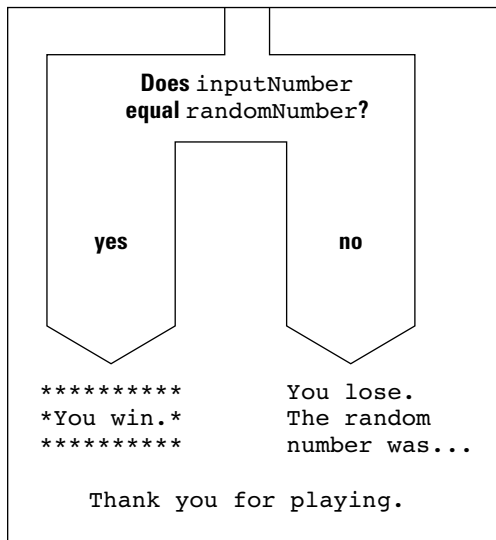 Does inputNumber
equal randomNumber?
yes
no
**********
*You win.*
**********
You lose.
The random
number was...
Thank you for playing.